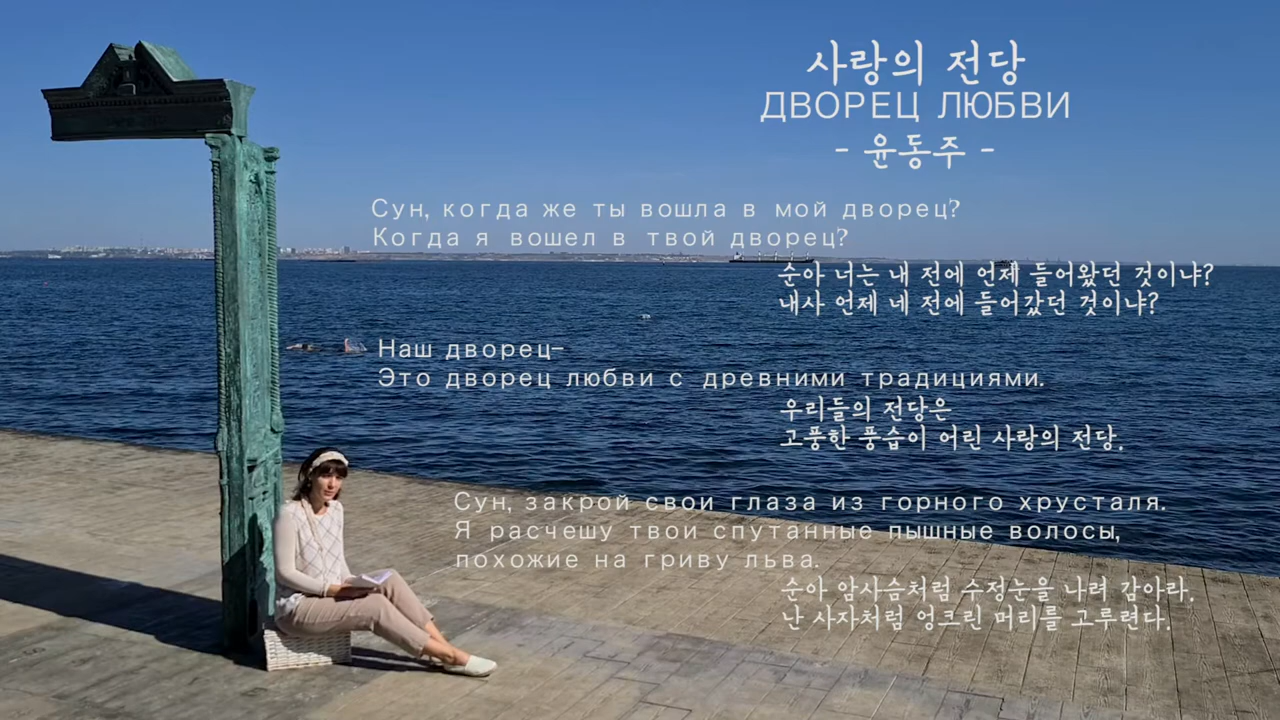 사랑의 전당
ДВОРЕЦ ЛЮБВИ
- 윤동주 -
Сун, когда же ты вошла в мой дворец?
Когда я вошел в твой дворец?
순아 너는 내 전에 언제 들어왔던 것이냐?
내사 언제 네 전에 들어갔던 것이냐?
Наш дворец–
Это дворец любви с древними традициями.
우리들의 전당은
고풍한 풍습이 어린 사랑의 전당.
Сун, закрой свои глаза из горного хрусталя.
Я расчешу твои спутанные пышные волосы,
похожие на гриву льва.
순아 암사슴처럼 수정눈을 나려 감아라.
난 사자처럼 엉크린 머리를 고루련다.